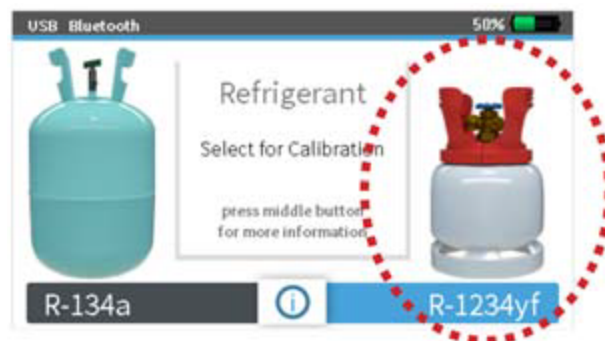 USB Bluetooth
50%
Refrigerant
Select for Calibration
press middle button
for more information
R-134a
i
R-1234yf